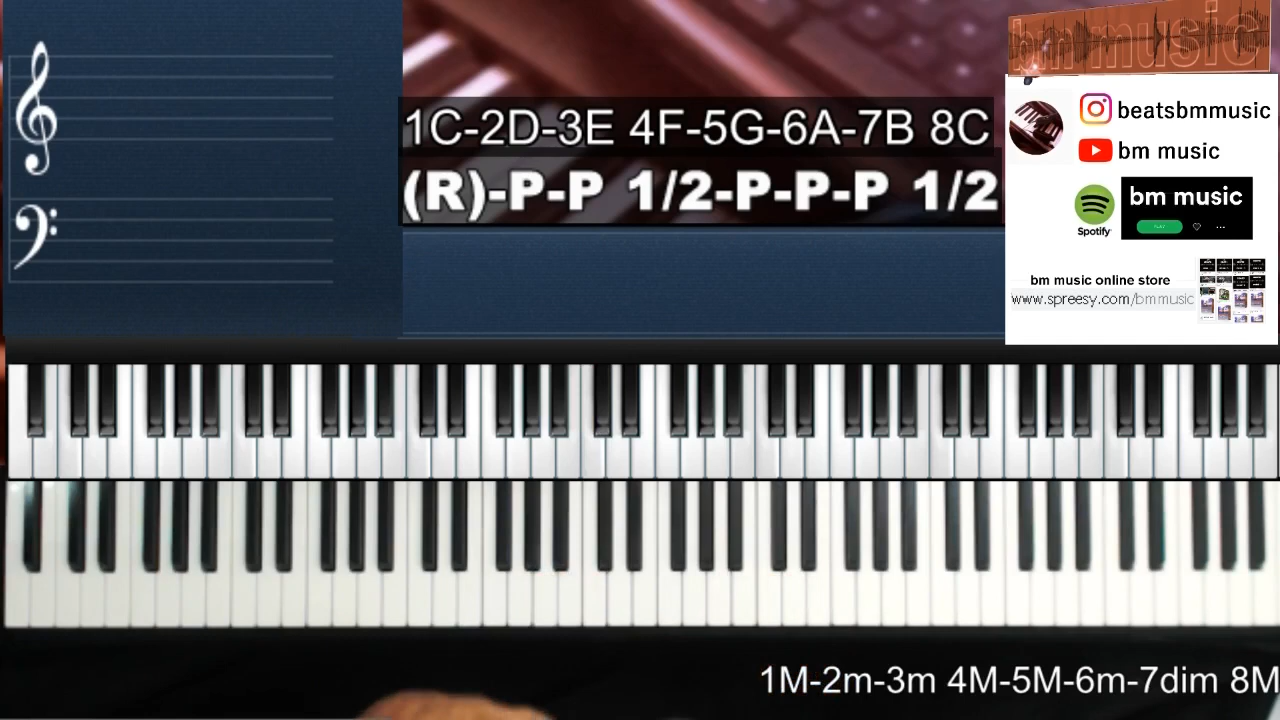 bm music
1C-2D-3E 4F-5G-6A-7B 8C
(R)-P-P 1/2-P-P-P 1/2
beatsbmmusic
bm music
bm music
PLAY
Spotify
bm music online store
www.spreesy.com/bmmusic
1M-2m-3m 4M-5M-6m-7dim 8M